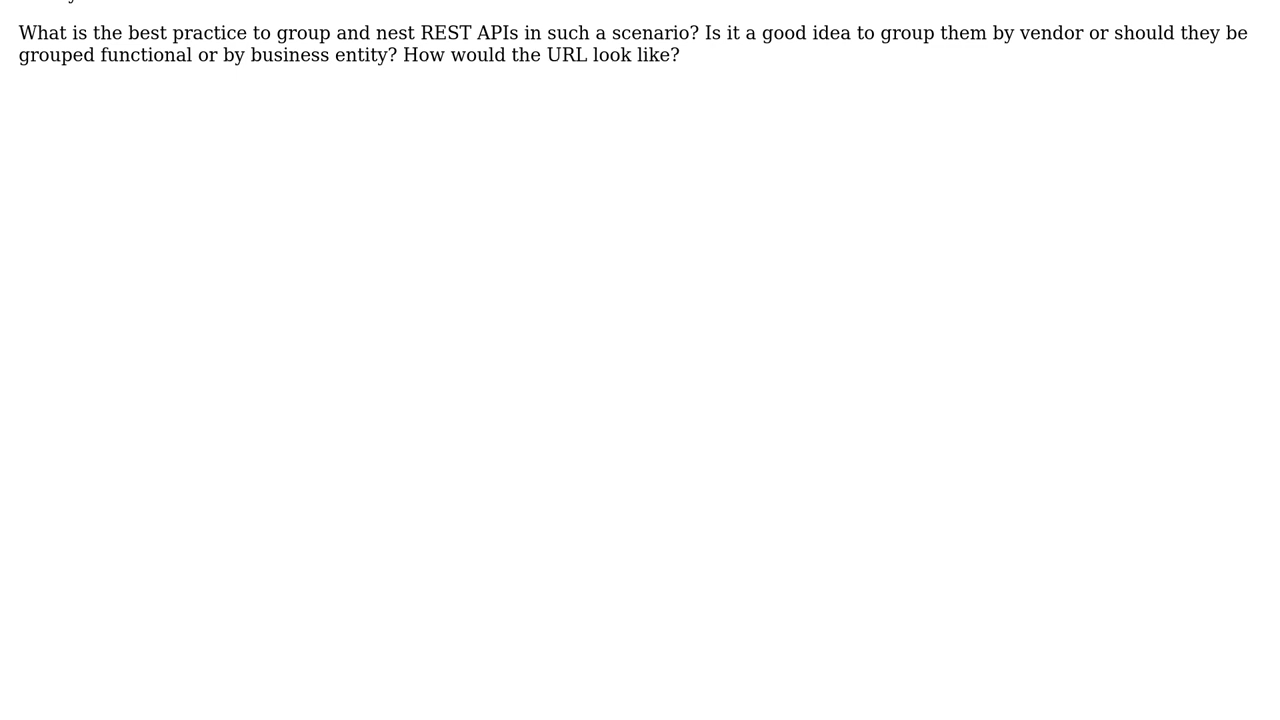 What is the best practice to group and nest REST APIs in such a scenario? Is it a good idea to group them by vendor or should they be
grouped functional or by business entity? How would the URL look like?